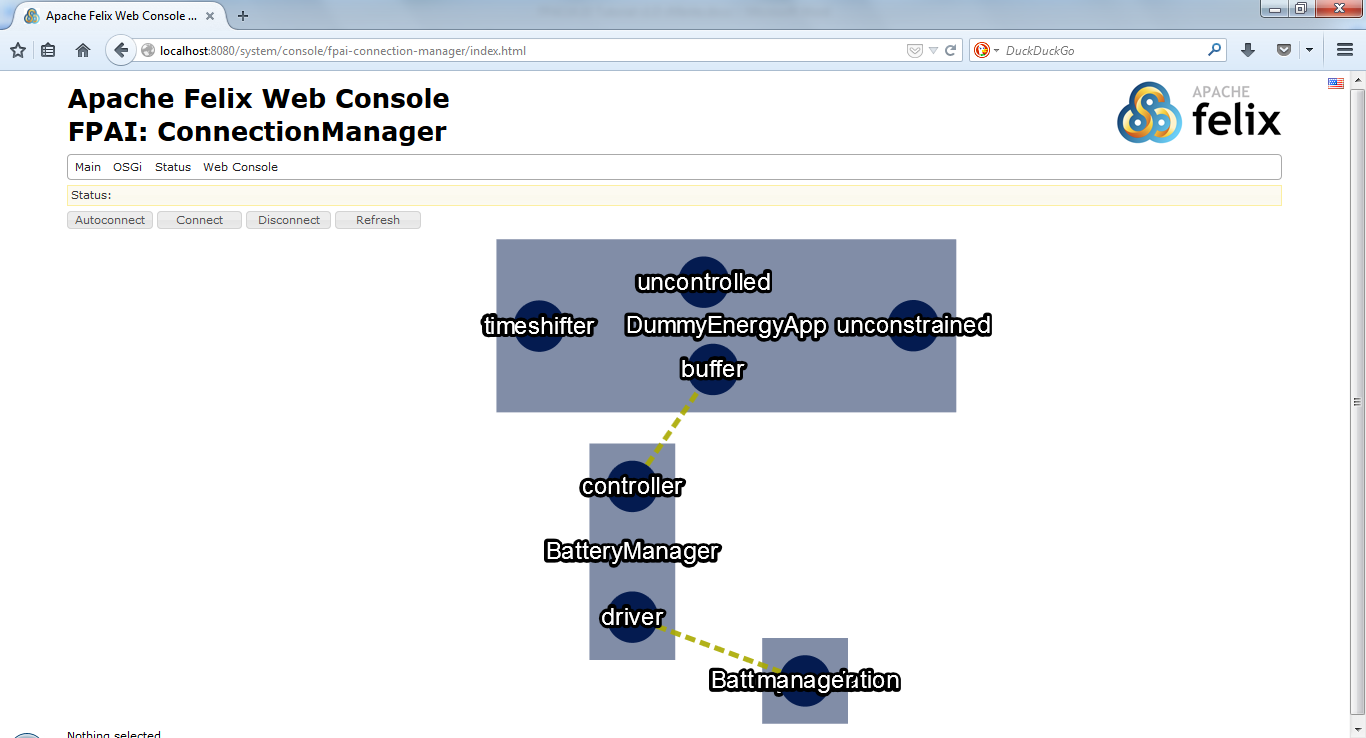 Apache Felix Web Console ...
localhost:8080/system/console/fpai-connection-manager/index.html
DuckDuckGo
Apache Felix Web Console
FPAI: ConnectionManager
APACHE
felix
Main OSGi Status Web Console
Status:
Autoconnect Connect Disconnect Refresh
uncontrolled
timeshifter DummyEnergyApp unconstrained
buffer
controller
BatteryManager
driver
manager
Nothing selected